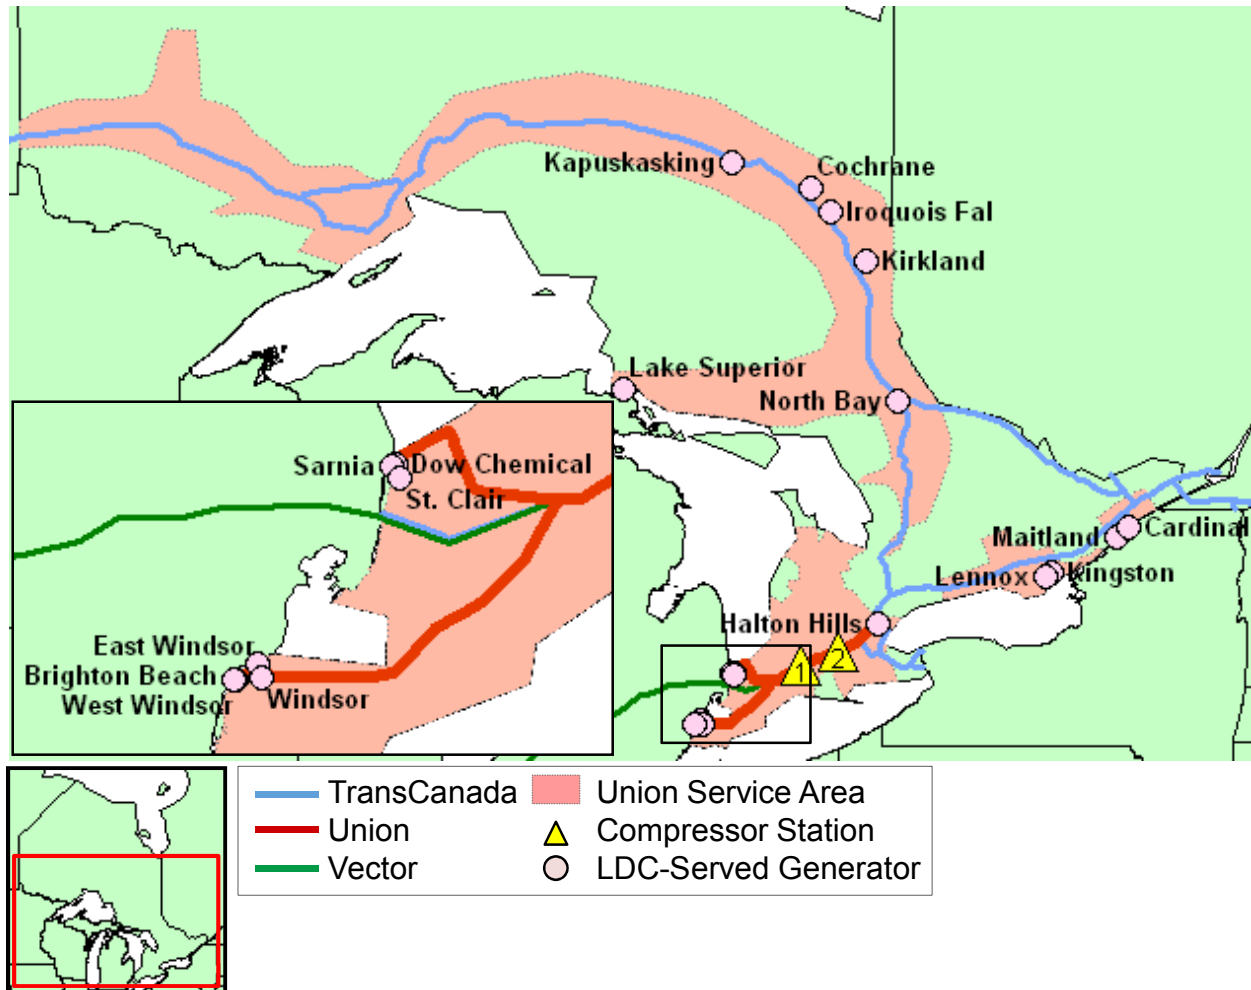 Kapuskasking
Cochrane
Iroquois Fal
Kirkland
Lake Superior
North Bay
Sarnia
Dow Chemical
St. Clair
Maitland
Cardinal
Lennox
Kingston
Halton Hills
East Windsor
Brighton Beach
West Windsor
Windsor
1
2
TransCanada
Union Service Area
Union
Compressor Station
Vector
LDC-Served Generator